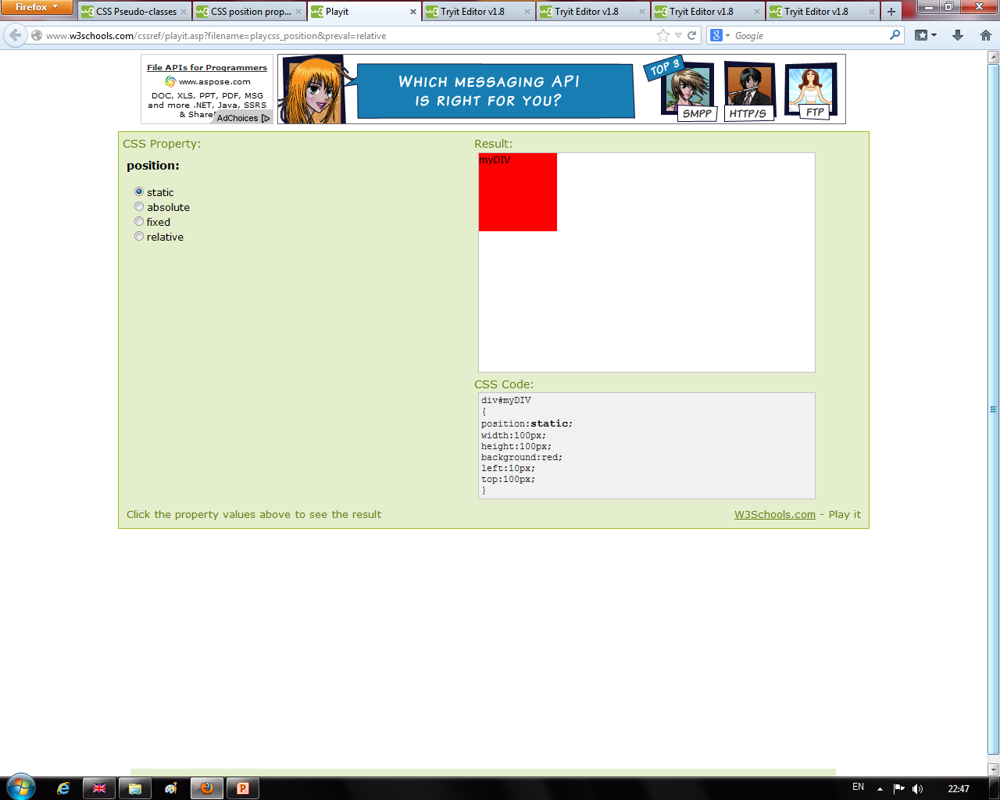 Firefox
CSS Pseudo-classes
CSS position prop...
Playit
Tryit Editor v1.8
Tryit Editor v1.8
Tryit Editor v1.8
Tryit Editor v1.8
www.w3schools.com/cssref/playit.asp?filename=playcss_position&preval=relative
Google
File APIs for Programmers
www.aspose.com
DOC, XLS, PPT, PDF, MSG
and more .NET, Java, SSRS
AdChoices
WHICH MESSAGING API
IS RIGHT FOR YOU?
TOP 3
SMPP
HTTP/S
FTP
CSS Property:
position:
static
absolute
fixed
relative
Result:
myDIV
CSS Code:
div#myDIV
{
position:static;
width:100px;
height:100px;
background:red;
left:10px;
top:100px;
}
Click the property values above to see the result
W3Schools.com - Play it
EN
22:47